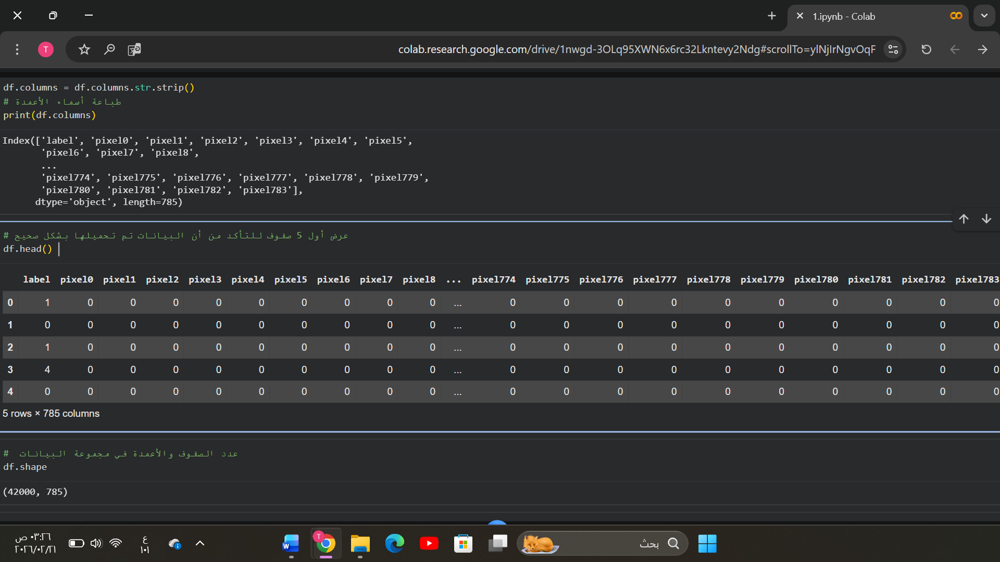 1.ipynb - Colab
T
colab.research.google.com/drive/1nwgd-3OLq95XWN6x6rc32Lkntevy2Ndg#scrollTo=ylNjIrNgvOqF
df.columns = df.columns.str.strip()
# طباعة أسماء الأعمدة
print(df.columns)
Index(['label', 'pixel0', 'pixel1', 'pixel2', 'pixel3', 'pixel4', 'pixel5',
'pixel6', 'pixel7', 'pixel8',
...
'pixel774', 'pixel775', 'pixel776', 'pixel777', 'pixel778', 'pixel779',
'pixel780', 'pixel781', 'pixel782', 'pixel783'],
dtype='object', length=785)
# عرض أول 5 صفوف للتأكد من أن البيانات تم تحميلها بشكل صحيح
df.head()
label pixel0 pixel1 pixel2 pixel3 pixel4 pixel5 pixel6 pixel7 pixel8 ... pixel774 pixel775 pixel776 pixel777 pixel778 pixel779 pixel780 pixel781 pixel782 pixel783
0 1 0 0 0 0 0 0 0 0 0 ... 0 0 0 0 0 0 0 0 0 0
1 0 0 0 0 0 0 0 0 0 0 ... 0 0 0 0 0 0 0 0 0 0
2 1 0 0 0 0 0 0 0 0 0 ... 0 0 0 0 0 0 0 0 0 0
3 4 0 0 0 0 0 0 0 0 0 ... 0 0 0 0 0 0 0 0 0 0
4 0 0 0 0 0 0 0 0 0 0 ... 0 0 0 0 0 0 0 0 0 0
5 rows × 785 columns
# عدد الصفوف والأعمدة في مجموعة البيانات
df.shape
(42000, 785)
بحث
ع
١٠١
٠٣:٢٦ ص
٢٠٢٦/٠٢/٢١